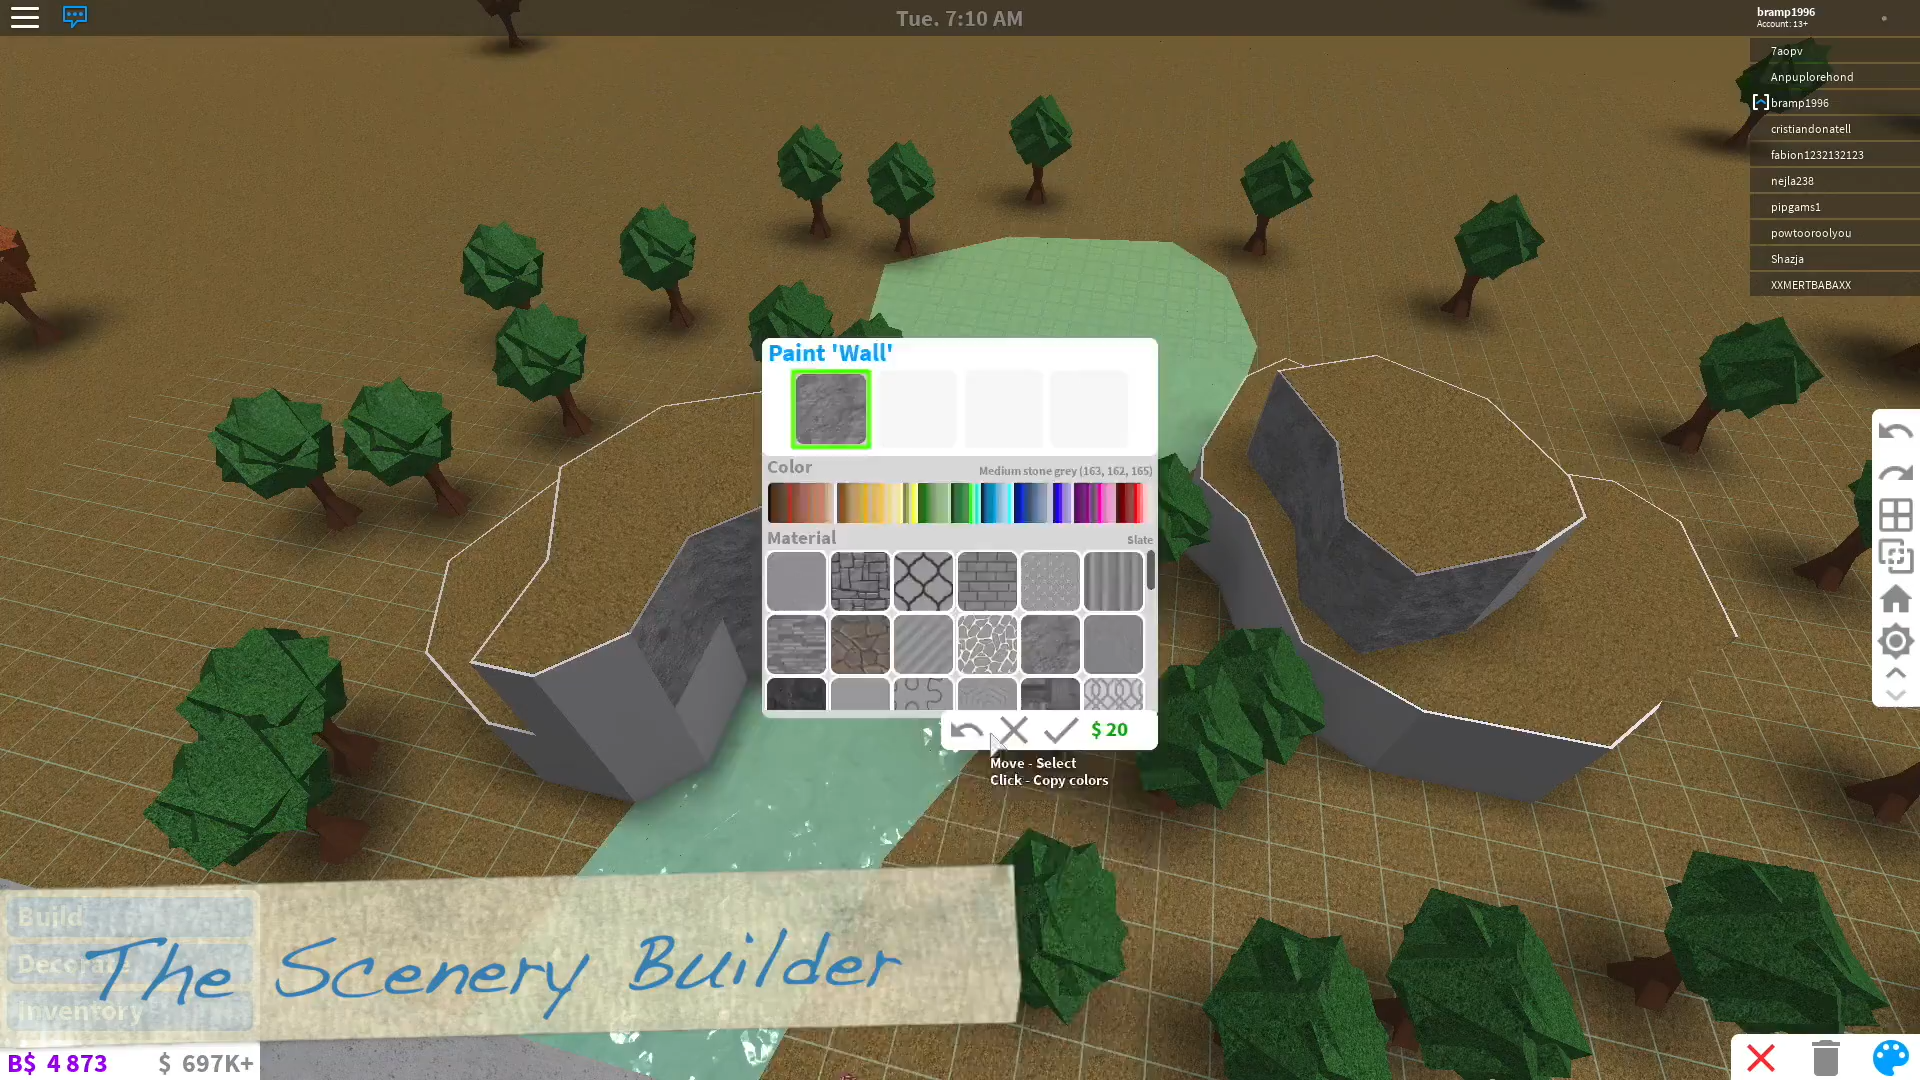 Tue. 7:10 AM
bramp1996
Account: 13+
7aopv
Anpuplorehond
bramp1996
cristiandonatell
fabion1232132123
nejla238
pipgams1
powtooroolyou
Shazja
XXMERTBABAXX
Paint 'Wall'
Color
Medium stone grey (163, 162, 165)
Material
Slate
$ 20
Move - Select
Click - Copy colors
Build
Decorate
Inventory
The Scenery Builder
B$ 4 873
$ 697K+